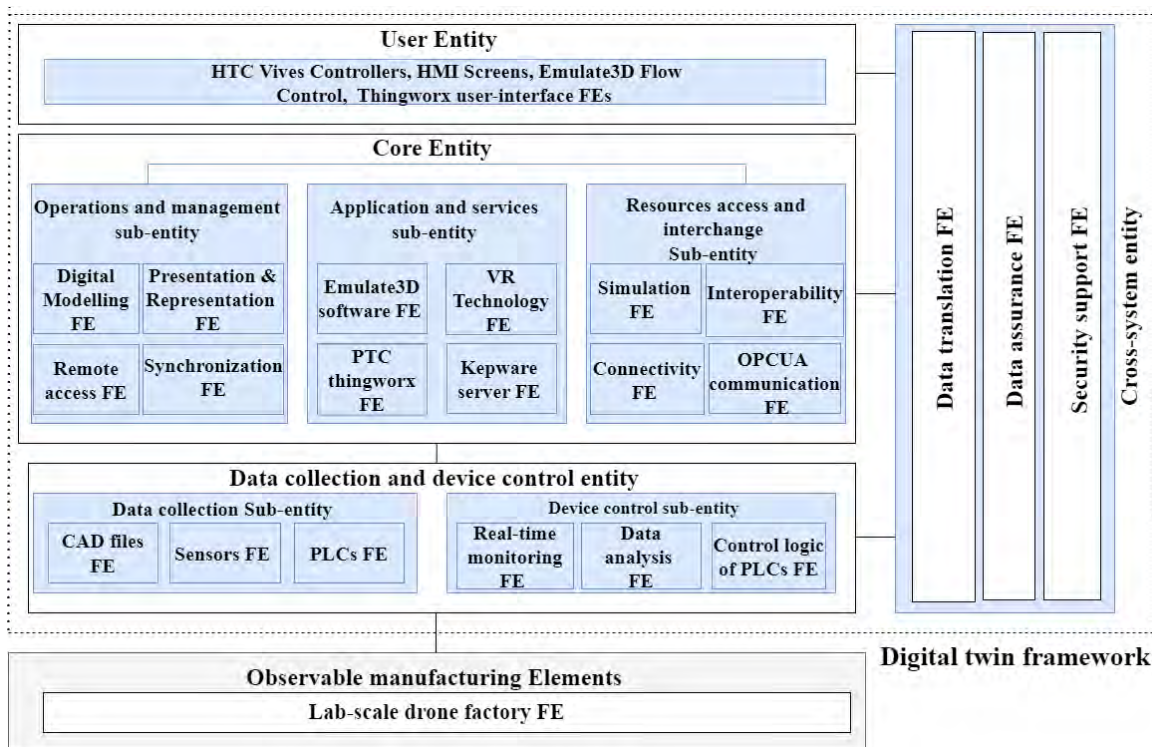 User Entity
HTC Vives Controllers, HMI Screens, Emulate3D Flow
Control, Thingworx user-interface FEs
Core Entity
Operations and management
sub-entity
Digital
Modelling
FE
Presentation &
Representation
FE
Remote
access FE
Synchronization
FE
Application and services
sub-entity
Emulate3D
software FE
VR
Technology
FE
PTC
thingworx
FE
Kepware
server FE
Resources access and
interchange
Sub-entity
Simulation
FE
Interoperability
FE
Connectivity
FE
OPCUA
communication
FE
Data collection and device control entity
Data collection Sub-entity
CAD files
FE
Sensors FE
PLCs FE
Device control sub-entity
Real-time
monitoring
FE
Data
analysis
FE
Control logic
of PLCs FE
Data translation FE
Data assurance FE
Security support FE
Cross-system entity
Digital twin framework
Observable manufacturing Elements
Lab-scale drone factory FE